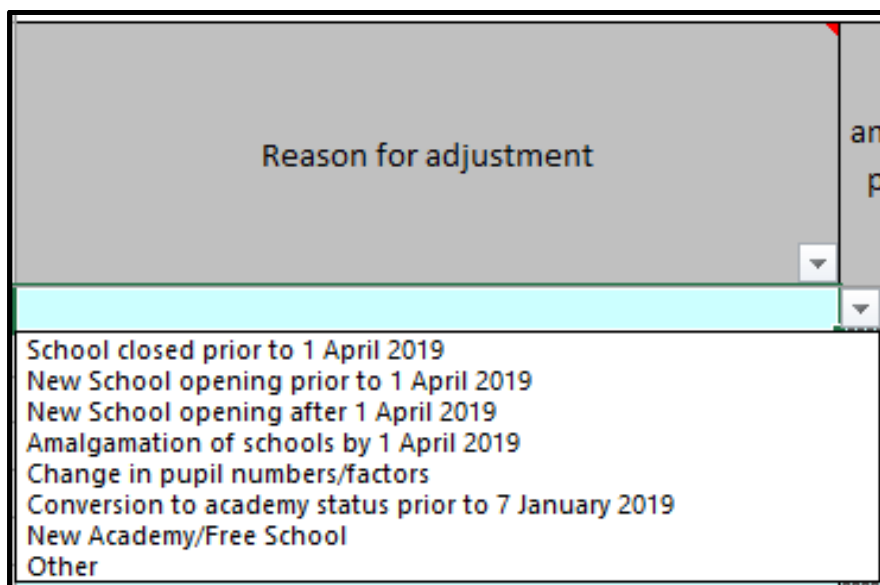 Reason for adjustment
School closed prior to 1 April 2019
New School opening prior to 1 April 2019
New School opening after 1 April 2019
Amalgamation of schools by 1 April 2019
Change in pupil numbers/factors
Conversion to academy status prior to 7 January 2019
New Academy/Free School
Other